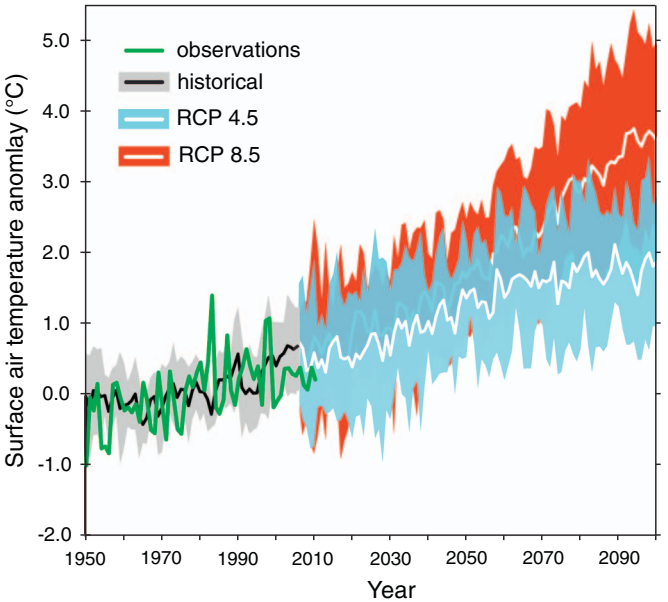 Surface air temperature anomlay (°C)
5.0
4.0
3.0
2.0
1.0
0.0
-1.0
-2.0
observations
historical
RCP 4.5
RCP 8.5
1950 1970 1990 2010 2030 2050 2070 2090
Year